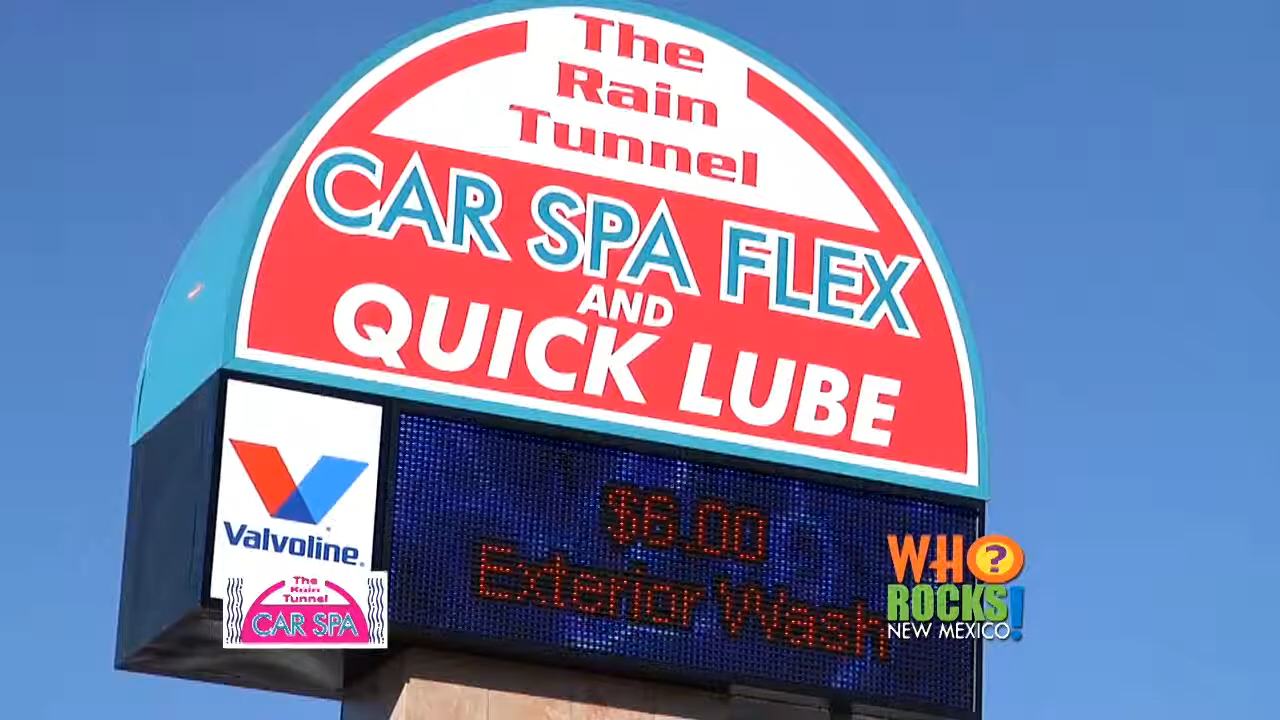 The
Rain
Tunnel
CAR SPA FLEX
AND
QUICK LUBE
Valvoline.
$6.00
Exterior Wash
The
Rain
Tunnel
CAR SPA
WHO?
ROCKS!
NEW MEXICO